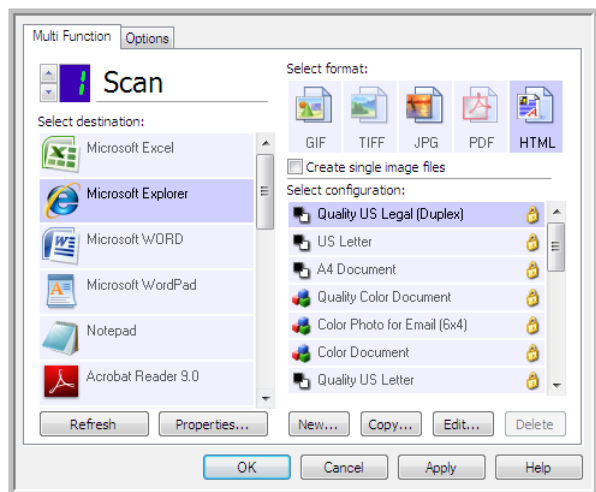 Multi Function
Options
1 Scan
Select destination:
Microsoft Excel
Microsoft Explorer
Microsoft WORD
Microsoft WordPad
Notepad
Acrobat Reader 9.0
Refresh
Properties...
Select format:
GIF TIFF JPG PDF HTML
Create single image files
Select configuration:
Quality US Legal (Duplex)
US Letter
A4 Document
Quality Color Document
Color Photo for Email (6x4)
Color Document
Quality US Letter
New... Copy... Edit... Delete
OK Cancel Apply Help